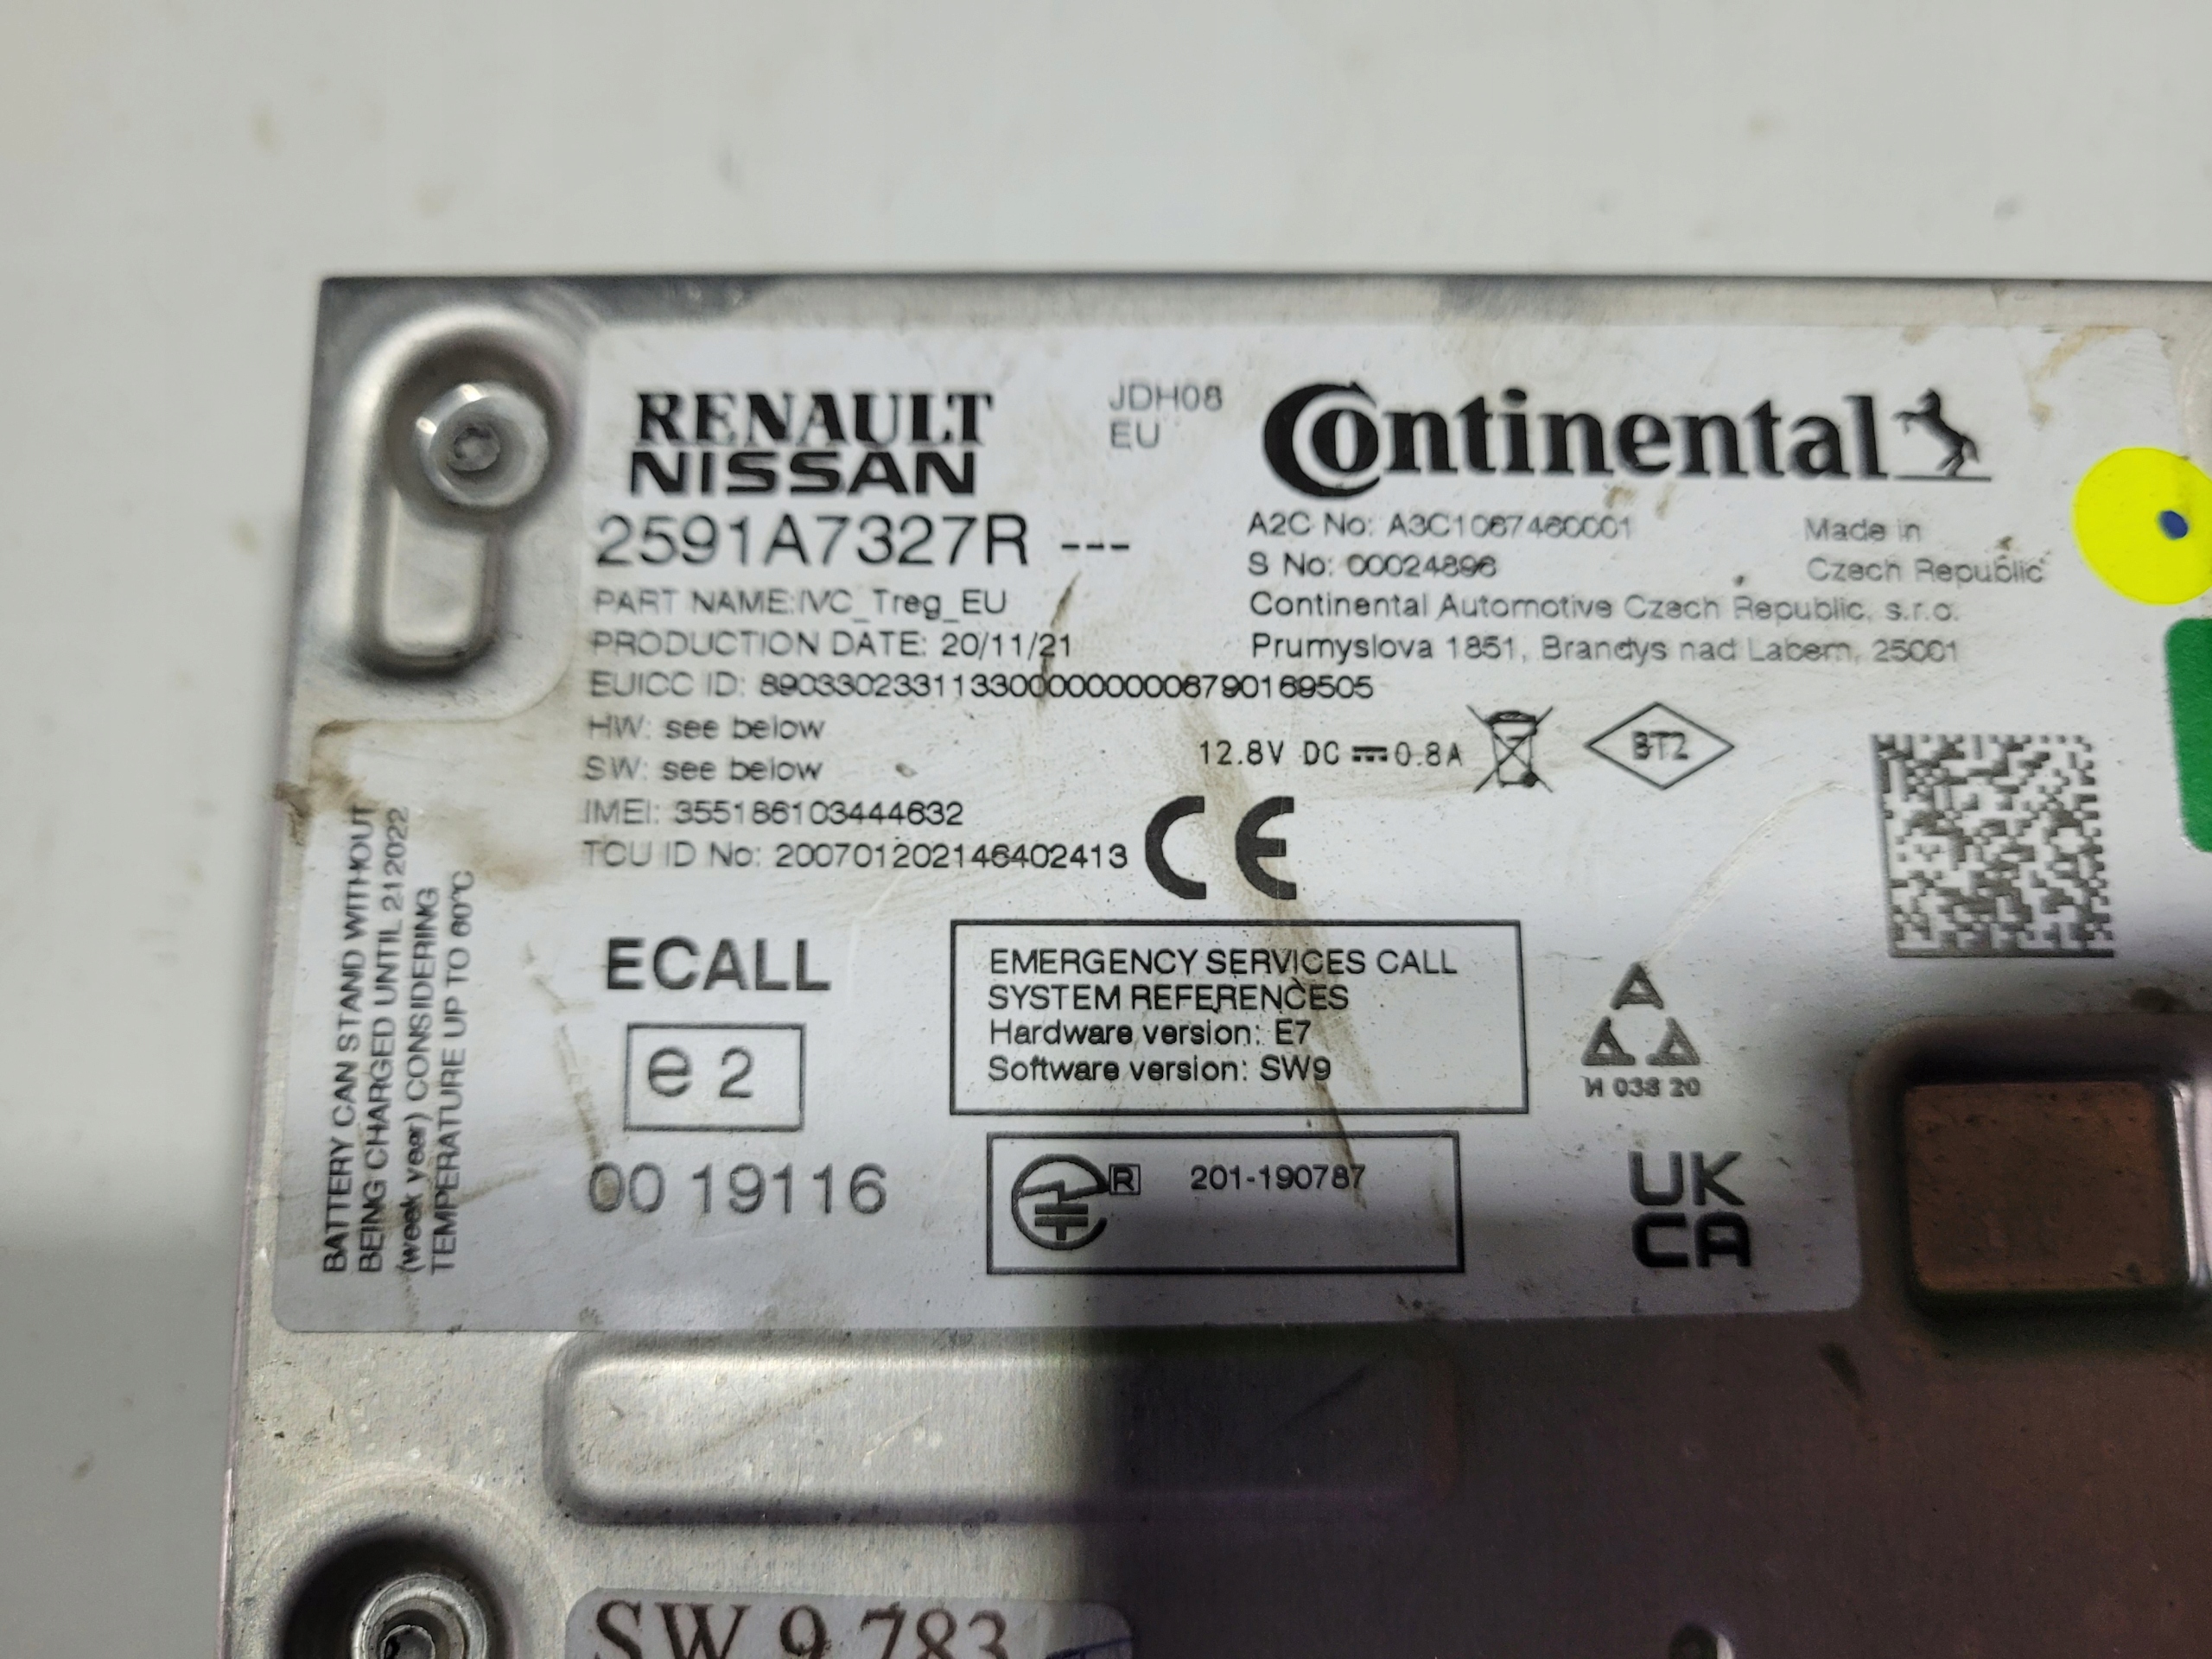 RENAULT
NISSAN
JDH08
EU
Continental
2591A7327R ---
A2C No: A3C1067460001
Made in
Czech Republic
S No: 00024896
PART NAME:IVC_Treg_EU
Continental Automotive Czech Republic, s.r.o.
PRODUCTION DATE: 20/11/21
Prumyslova 1851, Brandys nad Labem, 25001
EUICC ID: 89033023311330000000006790169505
HW: see below
SW: see below
12.8V DC 0.8A
BT2
IMEI: 355186103444632
TCU ID No: 200701202146402413
CE
BATTERY CAN STAND WITHOUT
BEING CHARGED UNTIL 212022
(week year) CONSIDERING
TEMPERATURE UP TO 60°C
ECALL
e2
00 19116
EMERGENCY SERVICES CALL
SYSTEM REFERENCES
Hardware version: E7
Software version: SW9
R 201-190787
И 038 20
UK
CA
SW 9 783